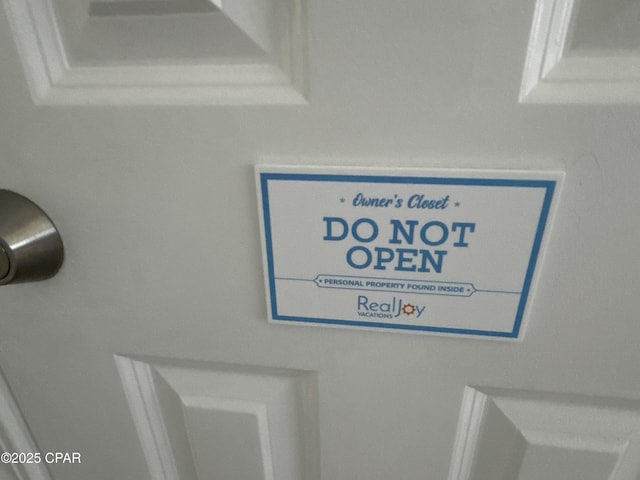 * Owner's Closet *
DO NOT
OPEN
• PERSONAL PROPERTY FOUND INSIDE •
RealJoy
VACATIONS
©2025 CPAR